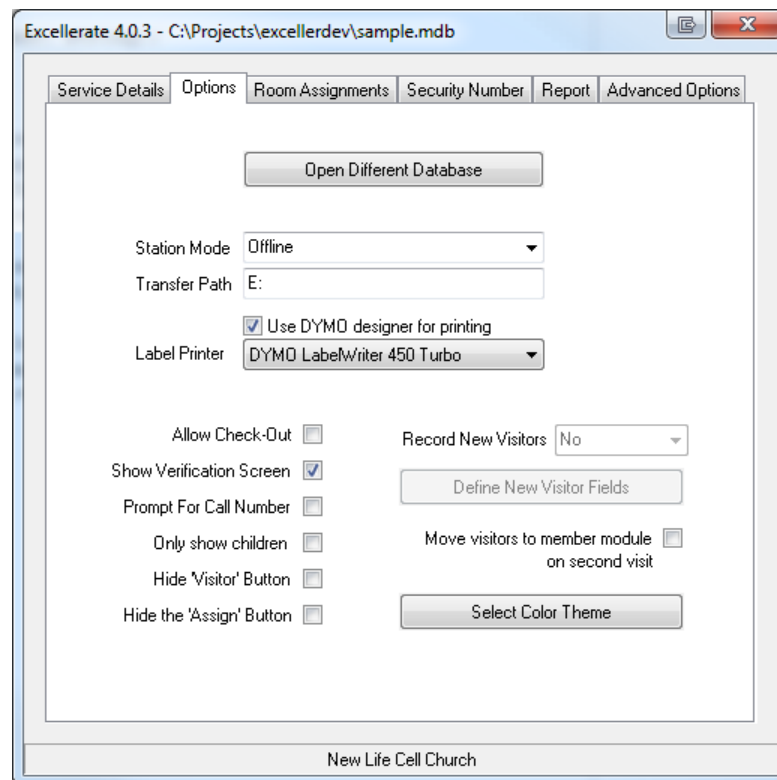 Excellerate 4.0.3 - C:\Projects\excellerdev\sample.mdb
Service Details Options Room Assignments Security Number Report Advanced Options
Open Different Database
Station Mode Offline
Transfer Path E:
Use DYMO designer for printing
Label Printer DYMO LabelWriter 450 Turbo
Allow Check-Out Record New Visitors No
Show Verification Screen
Define New Visitor Fields
Prompt For Call Number
Only show children Move visitors to member module
on second visit
Hide 'Visitor' Button
Hide the 'Assign' Button Select Color Theme
New Life Cell Church